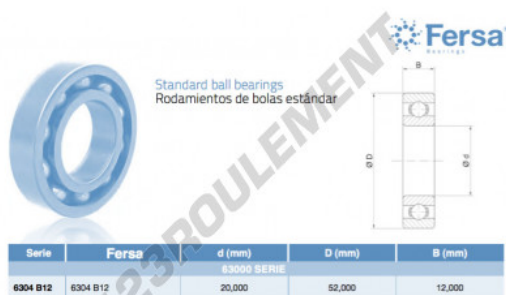 Fersa
Bearings
Standard ball bearings
Rodamientos de bolas estándar
B
Ø D
Ø d
123ROULEMENT
Serie Fersa d (mm) D (mm) B (mm)
63000 SERIE
6304 B12 6304 B12 20,000 52,000 12,000